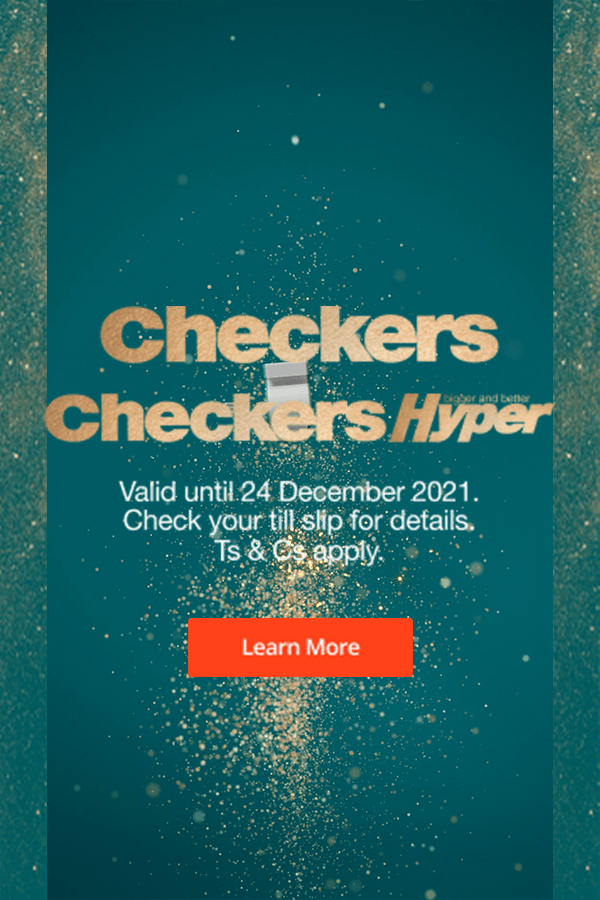 Checkers
Checkers Hyper
bigger and better
Valid until 24 December 2021.
Check your till slip for details.
Ts & Cs apply.
Learn More